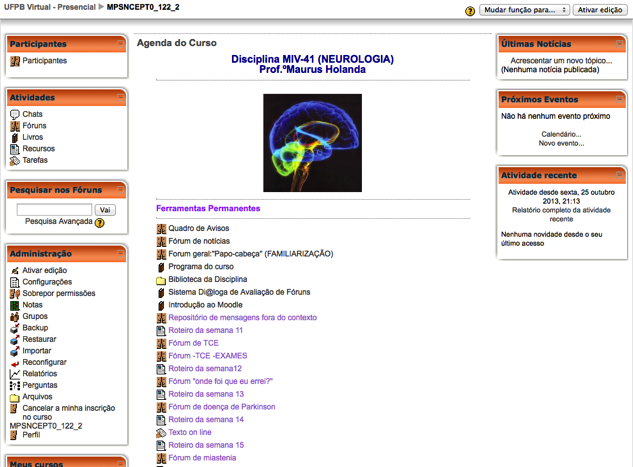 UFPB Virtual - Presencial ► MPSNCEPT0_122_2
Mudar função para...
Ativar edição
Participantes
Participantes
Atividades
Chats
Fóruns
Livros
Recursos
Tarefas
Pesquisar nos Fóruns
Vai
Pesquisa Avançada
Administração
Ativar edição
Configurações
Sobrepor permissões
Notas
Grupos
Backup
Restaurar
Importar
Reconfigurar
Relatórios
Perguntas
Arquivos
Cancelar a minha inscrição
no curso
MPSNCEPT0_122_2
Perfil
Meus cursos
Agenda do Curso
Disciplina MIV-41 (NEUROLOGIA)
Prof.ºMaurus Holanda
Ferramentas Permanentes
Quadro de Avisos
Fórum de notícias
Forum geral:"Papo-cabeça" (FAMILIARIZAÇÃO)
Programa do curso
Biblioteca da Disciplina
Sistema Di@loga de Avaliação de Fóruns
Introdução ao Moodle
Repositório de mensagens fora do contexto
Roteiro da semana 11
Fórum de TCE
Fórum -TCE -EXAMES
Roteiro da semana12
Fórum "onde foi que eu errei?"
Roteiro da semana 13
Fórum de doença de Parkinson
Roteiro da semana 14
Texto on line
Roteiro da semana 15
Fórum de miastenia
Últimas Notícias
Acrescentar um novo tópico...
(Nenhuma notícia publicada)
Próximos Eventos
Não há nenhum evento próximo
Calendário...
Novo evento...
Atividade recente
Atividade desde sexta, 25 outubro
2013, 21:13
Relatório completo da atividade
recente
Nenhuma novidade desde o seu
último acesso